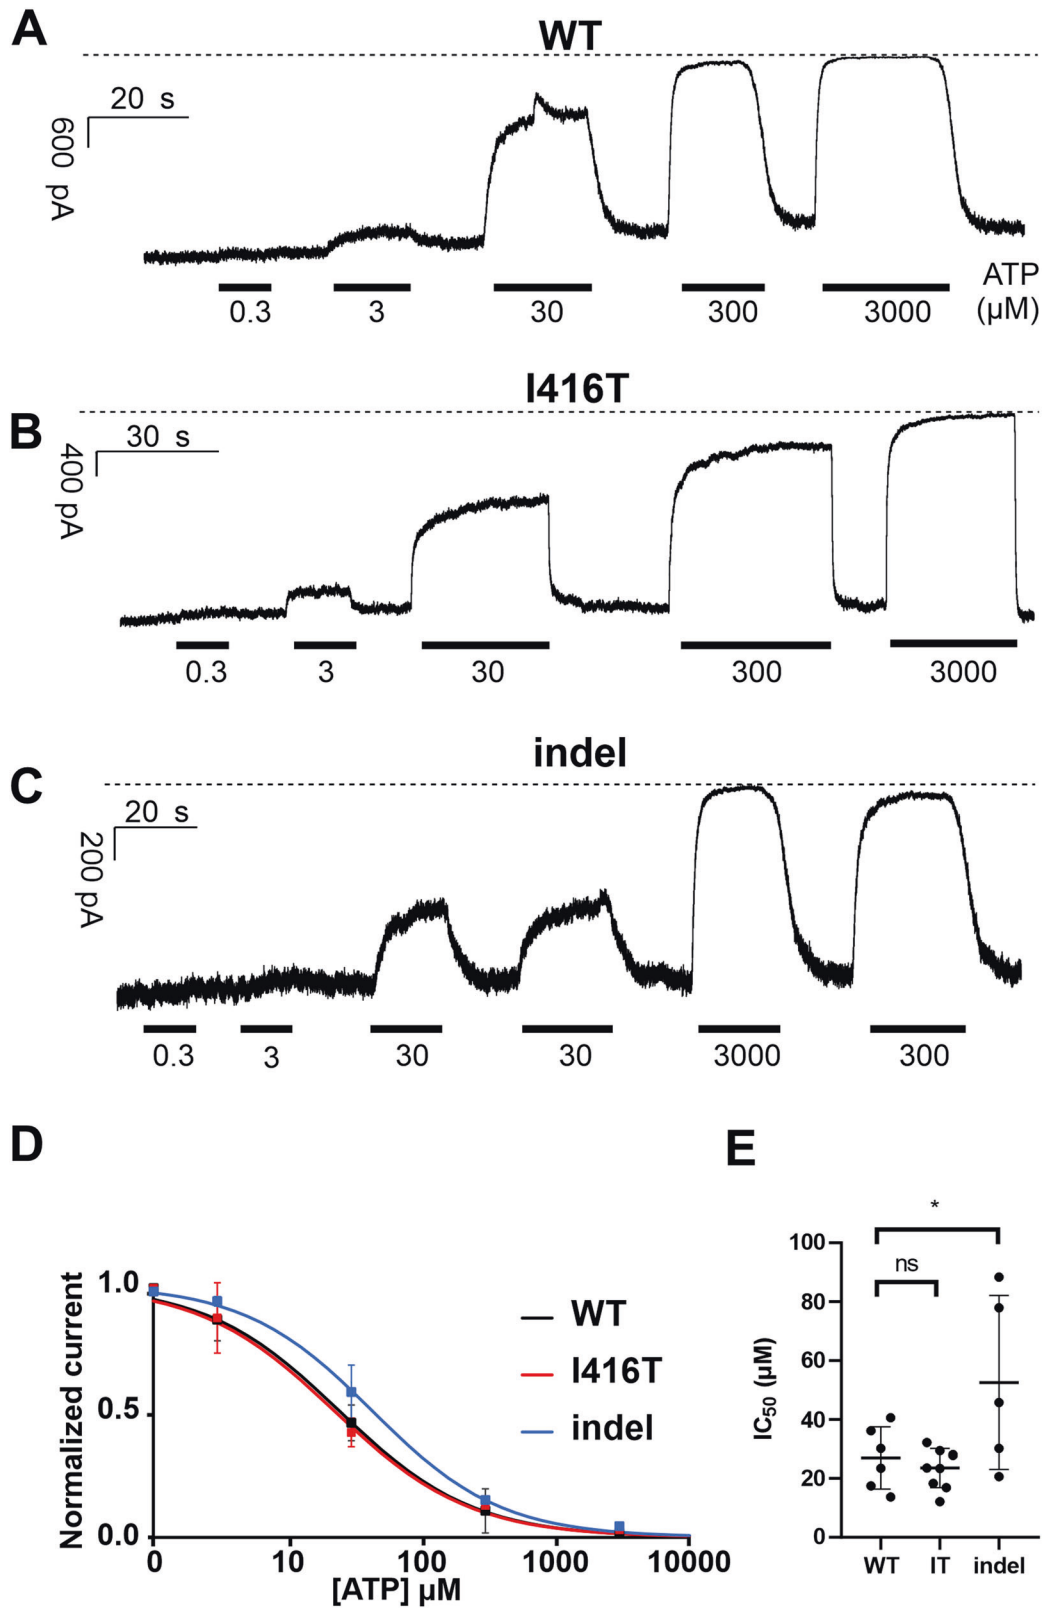 A
WT
20 s
600 pA
ATP
(µM)
0.3 3 30 300 3000
I416T
B
30 s
400 pA
0.3 3 30 300 3000
indel
C
20 s
200 pA
0.3 3 30 30 3000 300
D
E
Normalized current
1.0
0.5
0.0
0 10 100 1000 10000
[ATP] µM
WT
I416T
indel
*
ns
IC50 (µM)
100
80
60
40
20
0
WT IT indel